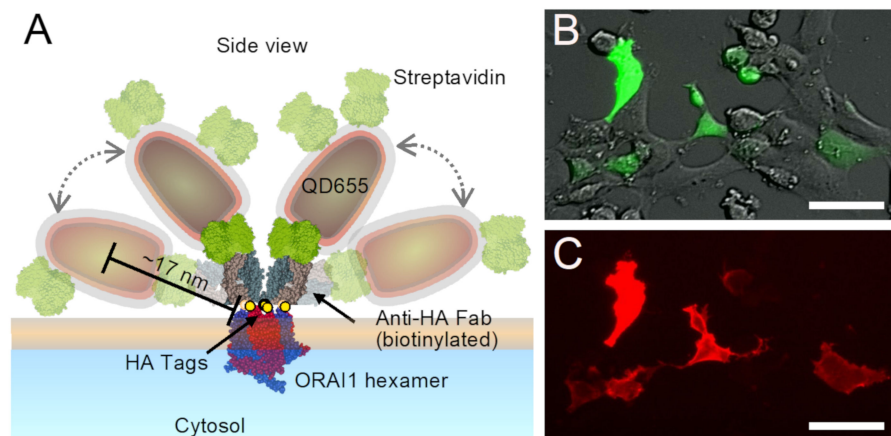 A
Side view
Streptavidin
QD655
~17 nm
Anti-HA Fab
(biotinylated)
HA Tags
ORAI1 hexamer
Cytosol
B
C